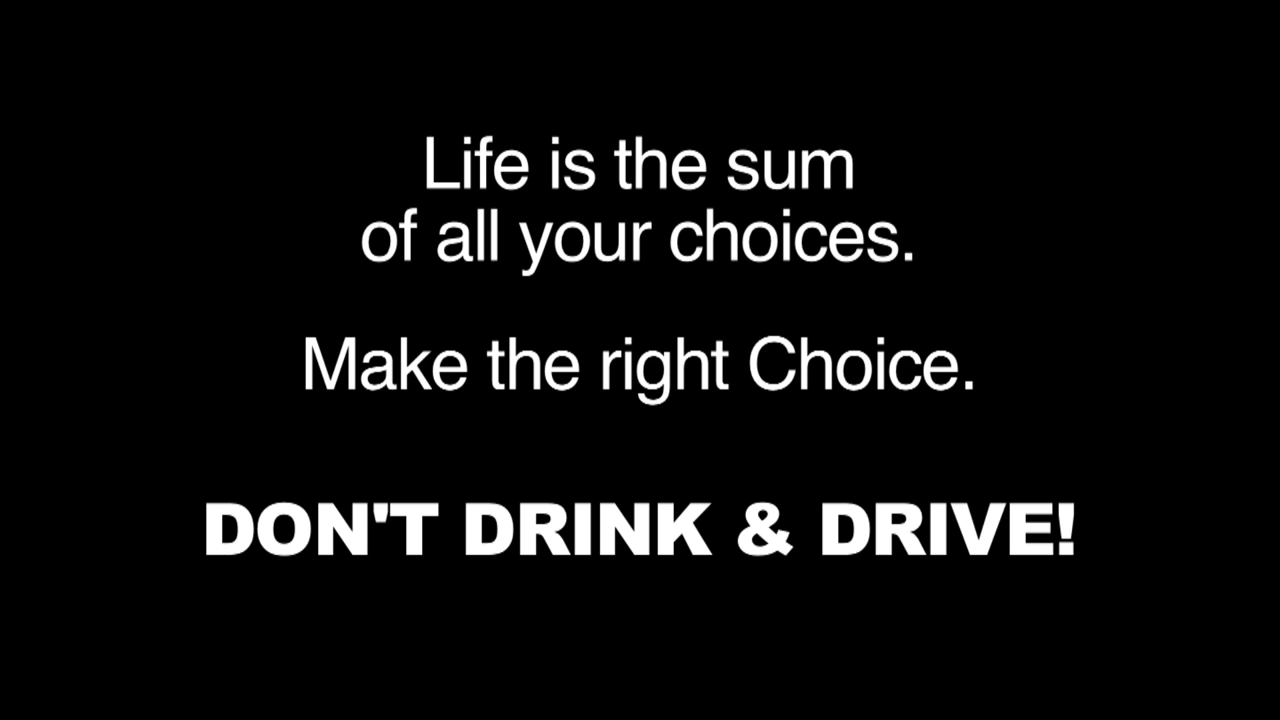 Life is the sum
of all your choices.
Make the right Choice.
DON'T DRINK & DRIVE!